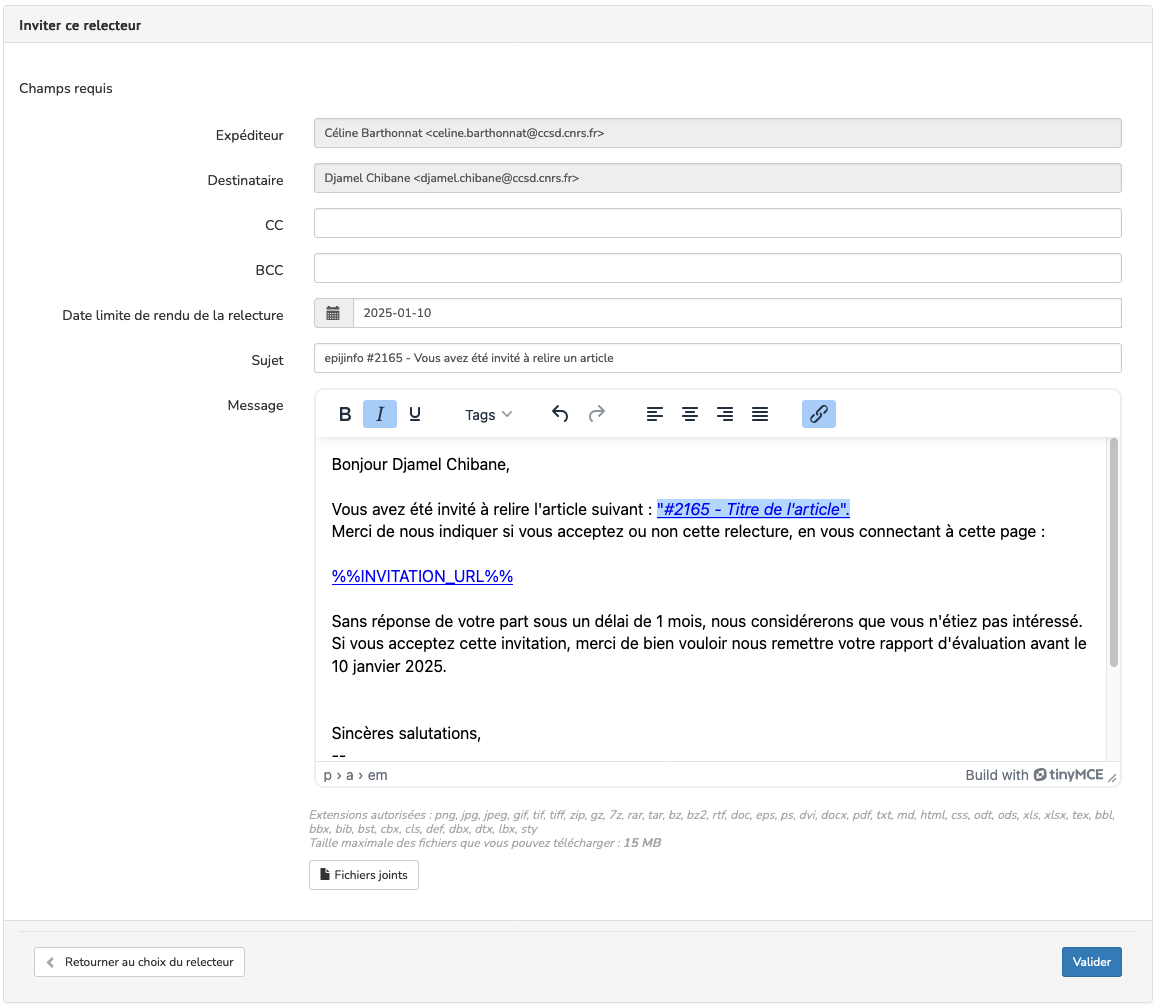 Inviter ce relecteur
Champs requis
Expéditeur
Céline Barthonnat <celine.barthonnat@ccsd.cnrs.fr>
Destinataire
Djamel Chibane <djamel.chibane@ccsd.cnrs.fr>
CC
BCC
Date limite de rendu de la relecture
2025-01-10
Sujet
epijinfo #2165 - Vous avez été invité à relire un article
Message
B I U Tags
Bonjour Djamel Chibane,
Vous avez été invité à relire l'article suivant : "#2165 - Titre de l'article".
Merci de nous indiquer si vous acceptez ou non cette relecture, en vous connectant à cette page :
%%INVITATION_URL%%
Sans réponse de votre part sous un délai de 1 mois, nous considérerons que vous n'étiez pas intéressé.
Si vous acceptez cette invitation, merci de bien vouloir nous remettre votre rapport d'évaluation avant le
10 janvier 2025.
Sincères salutations,
--
p › a › em
Build with tinyMCE
Extensions autorisées : png, jpg, jpeg, gif, tif, tiff, zip, gz, 7z, rar, tar, bz, bz2, rtf, doc, eps, ps, dvi, docx, pdf, txt, md, html, css, odt, ods, xls, xlsx, tex, bbl,
bbx, bib, bst, cbx, cls, def, dbx, dtx, lbx, sty
Taille maximale des fichiers que vous pouvez télécharger : 15 MB
Fichiers joints
Retourner au choix du relecteur
Valider